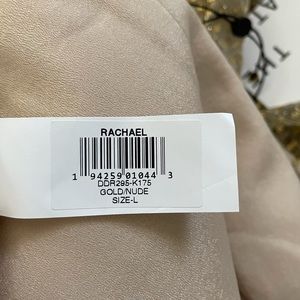 RACHAEL
1 94259 01044 3
DDR295-K175
GOLD/NUDE
SIZE-L